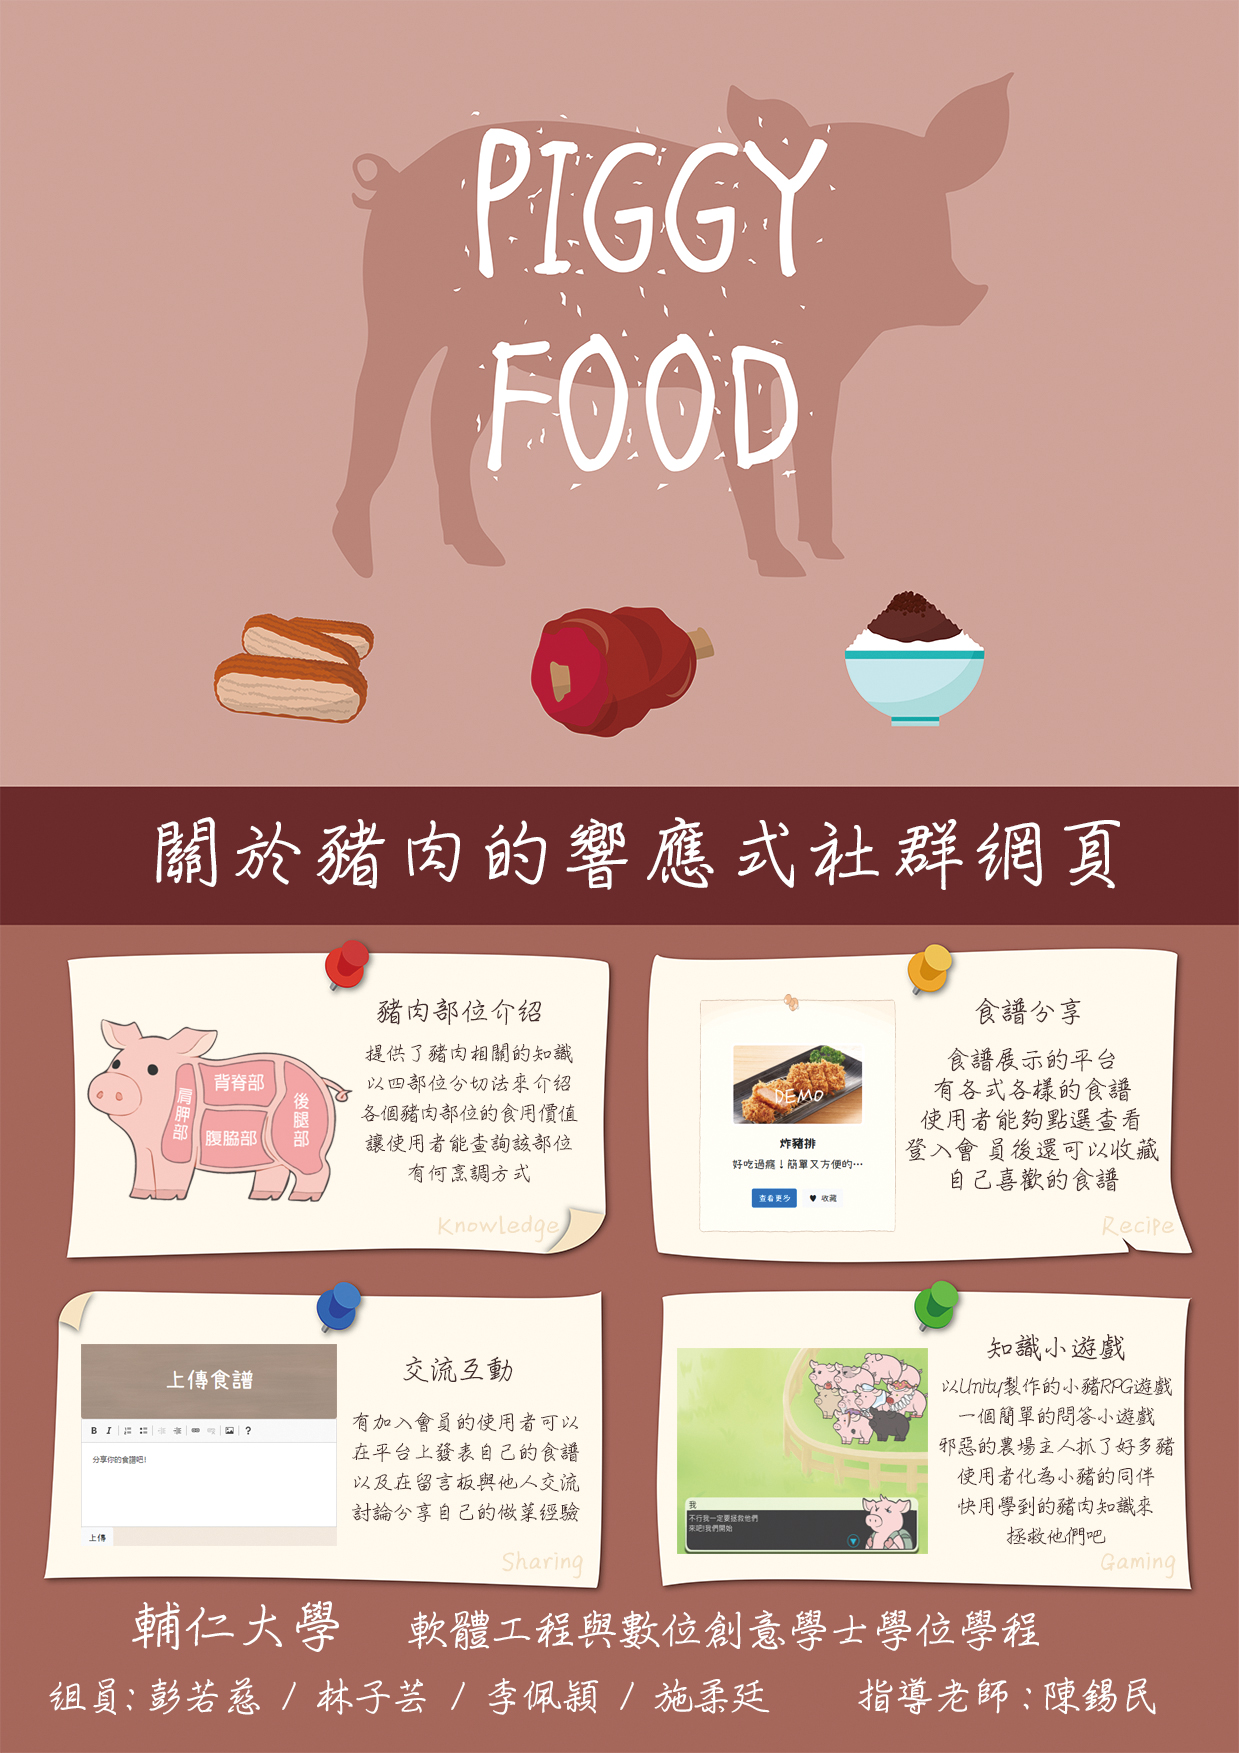 PIGGY
FOOD
關於豬肉的響應式社群網頁
豬肉部位介紹
提供了豬肉相關的知識
以四部位分切法來介紹
各個豬肉部位的食用價值
讓使用者能查詢該部位
有何烹調方式
肩胛部
背脊部
腹脇部
後腿部
Knowledge
食譜分享
食譜展示的平台
有各式各樣的食譜
使用者能夠點選查看
登入會 員後還可以收藏
自己喜歡的食譜
DEMO
炸豬排
好吃過癮！簡單又方便的…
查看更多 ♥ 收藏
Recipe
交流互動
有加入會員的使用者可以
在平台上發表自己的食譜
以及在留言板與他人交流
討論分享自己的做菜經驗
上傳食譜
B I ?
分享你的食譜吧!
上傳
Sharing
知識小遊戲
以Unity製作的小豬RPG遊戲
一個簡單的問答小遊戲
邪惡的農場主人抓了好多豬
使用者化為小豬的同伴
快用學到的豬肉知識來
拯救他們吧
我
不行我一定要拯救他們
來吧!我們開始
Gaming
輔仁大學 軟體工程與數位創意學士學位學程
組員: 彭若慈 / 林子芸 / 李佩穎 / 施柔廷 指導老師 : 陳錫民